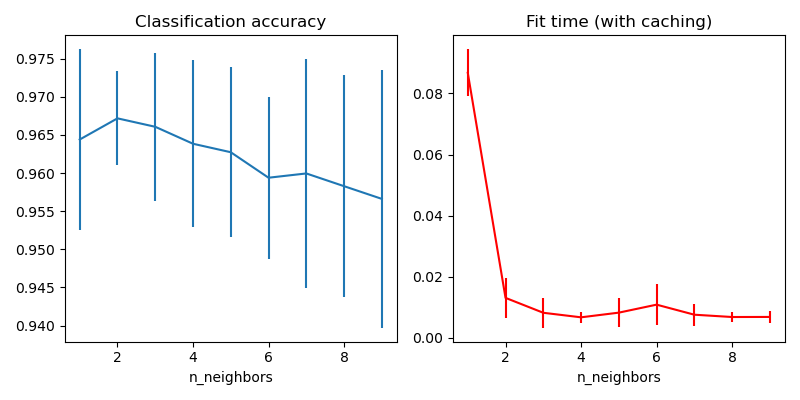 Classification accuracy
0.975
0.970
0.965
0.960
0.955
0.950
0.945
0.940
2 4 6 8
n_neighbors
Fit time (with caching)
0.08
0.06
0.04
0.02
0.00
2 4 6 8
n_neighbors